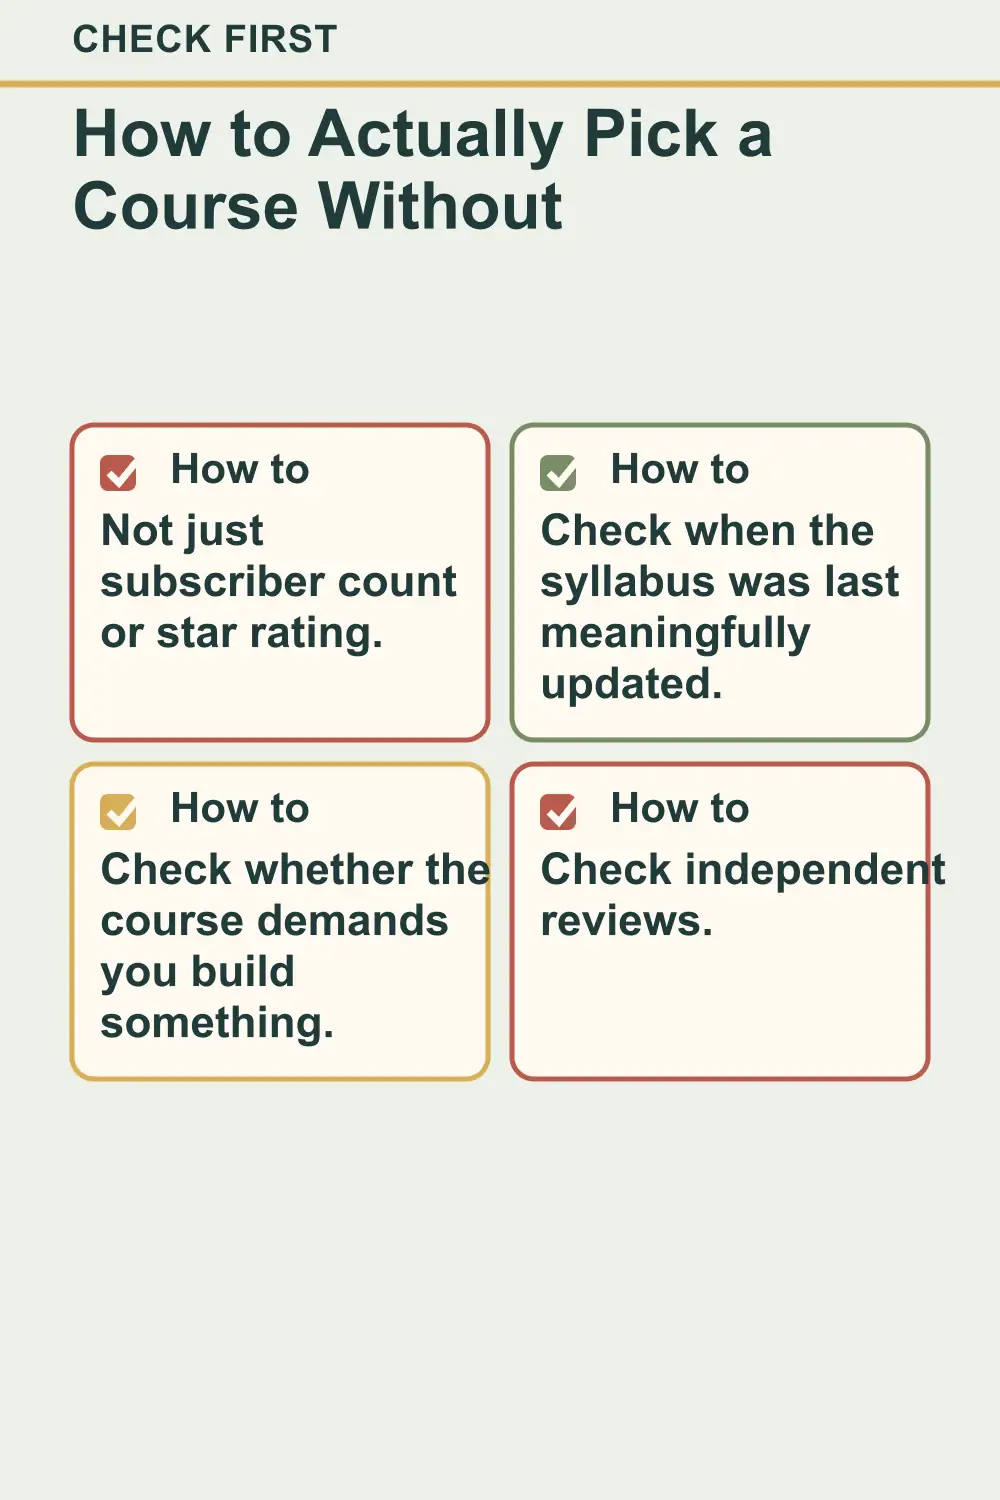 CHECK FIRST
How to Actually Pick a
Course Without
How to
Not just
subscriber count
or star rating.
How to
Check when the
syllabus was last
meaningfully
updated.
How to
Check whether the
course demands
you build
something.
How to
Check independent
reviews.